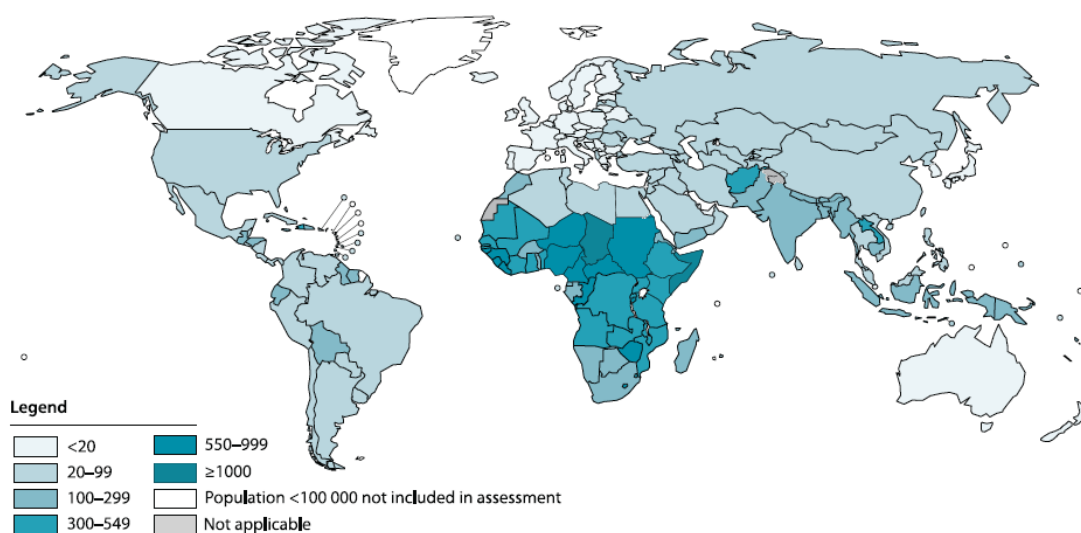 Legend
<20
20–99
100–299
300–549
550–999
≥1000
Population <100 000 not included in assessment
Not applicable